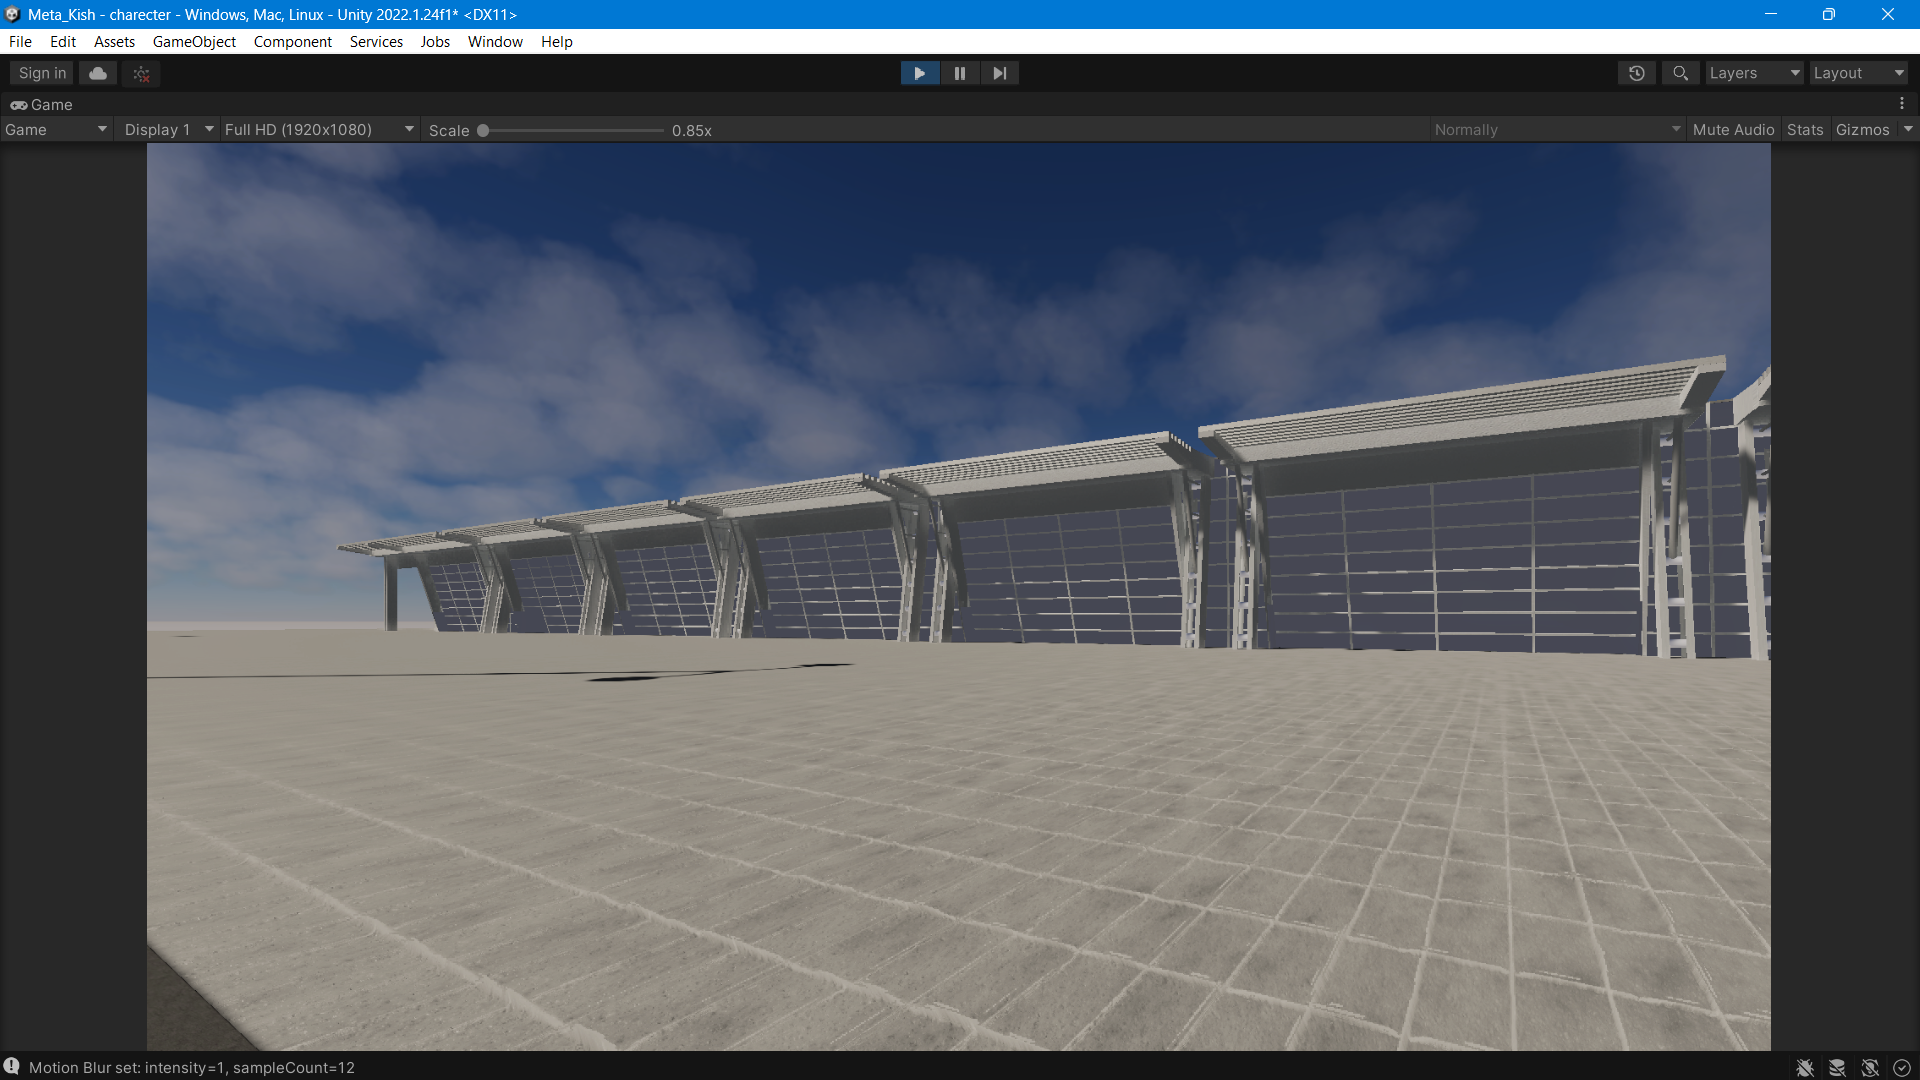 Meta_Kish - charecter - Windows, Mac, Linux - Unity 2022.1.24f1* <DX11>
File Edit Assets GameObject Component Services Jobs Window Help
Sign in Layers Layout
Game
Game Display 1 Full HD (1920x1080) Scale 0.85x Normally Mute Audio Stats Gizmos
Motion Blur set: intensity=1, sampleCount=12